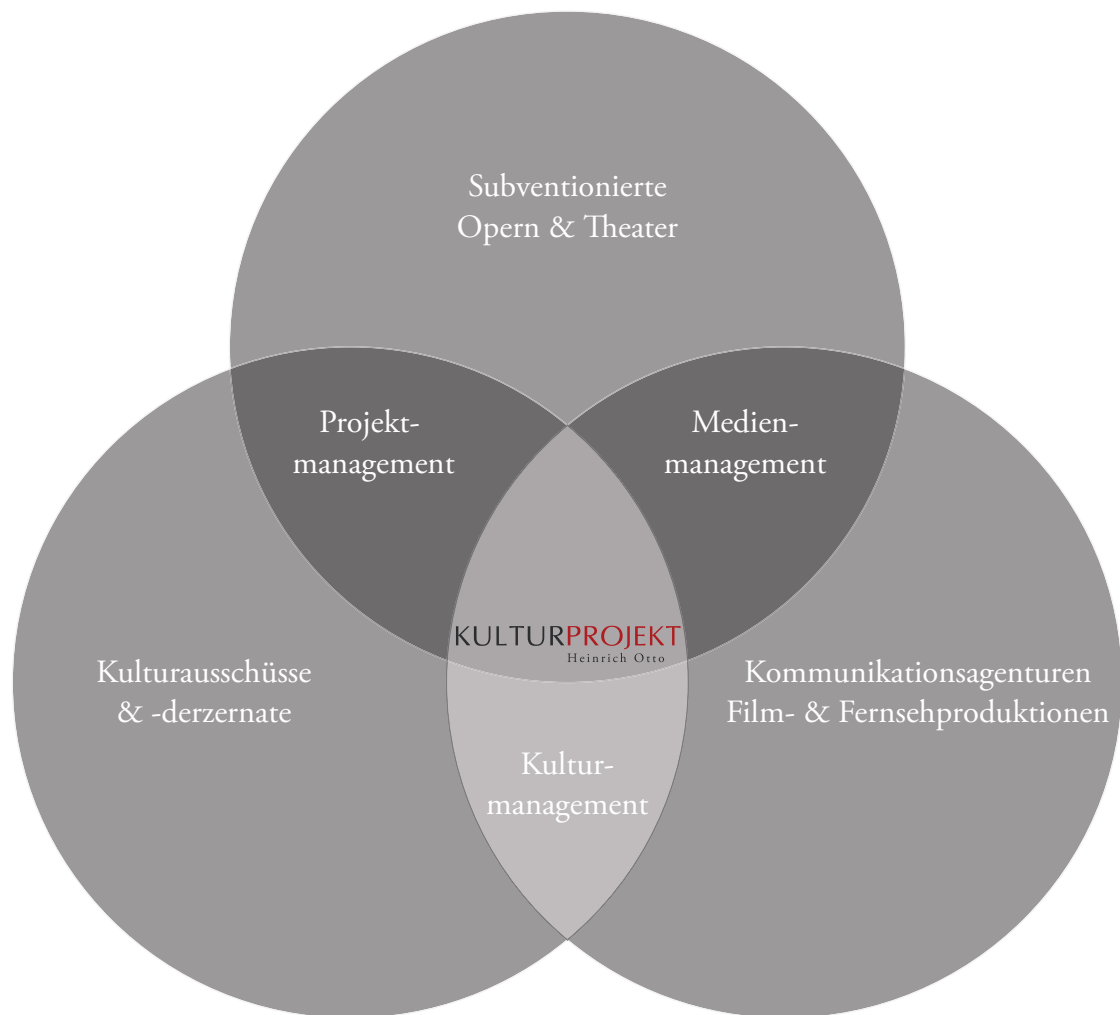 Subventionierte
Opern & Theater
Projekt-
management
Medien-
management
KULTURPROJEKT
Heinrich Otto
Kulturausschüsse
& -derzernate
Kommunikationsagenturen
Film- & Fernsehproduktionen
Kultur-
management